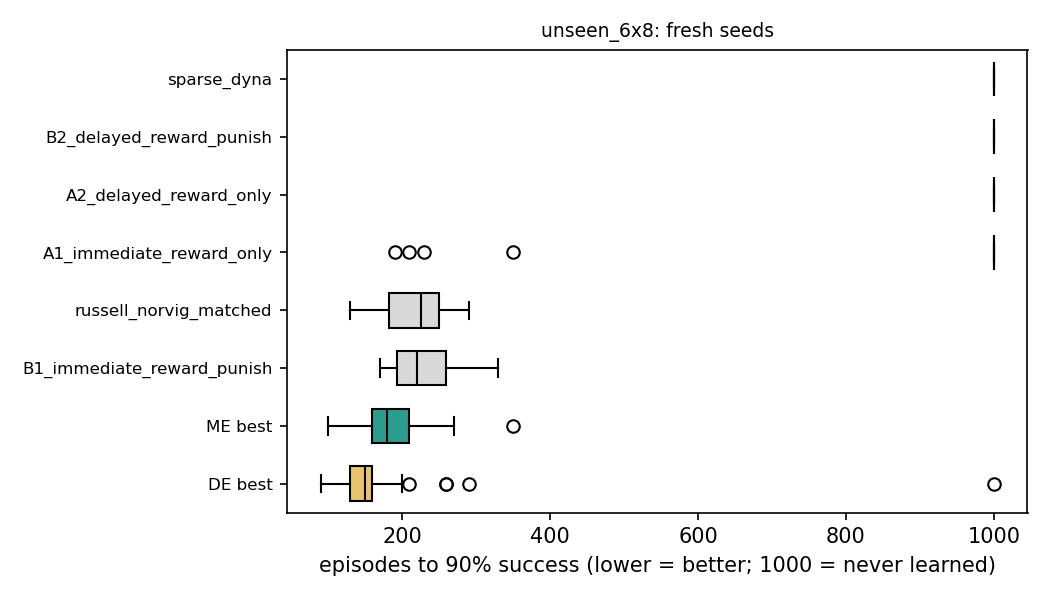 unseen_6x8: fresh seeds
sparse_dyna
B2_delayed_reward_punish
A2_delayed_reward_only
A1_immediate_reward_only
russell_norvig_matched
B1_immediate_reward_punish
ME best
DE best
200 400 600 800 1000
episodes to 90% success (lower = better; 1000 = never learned)